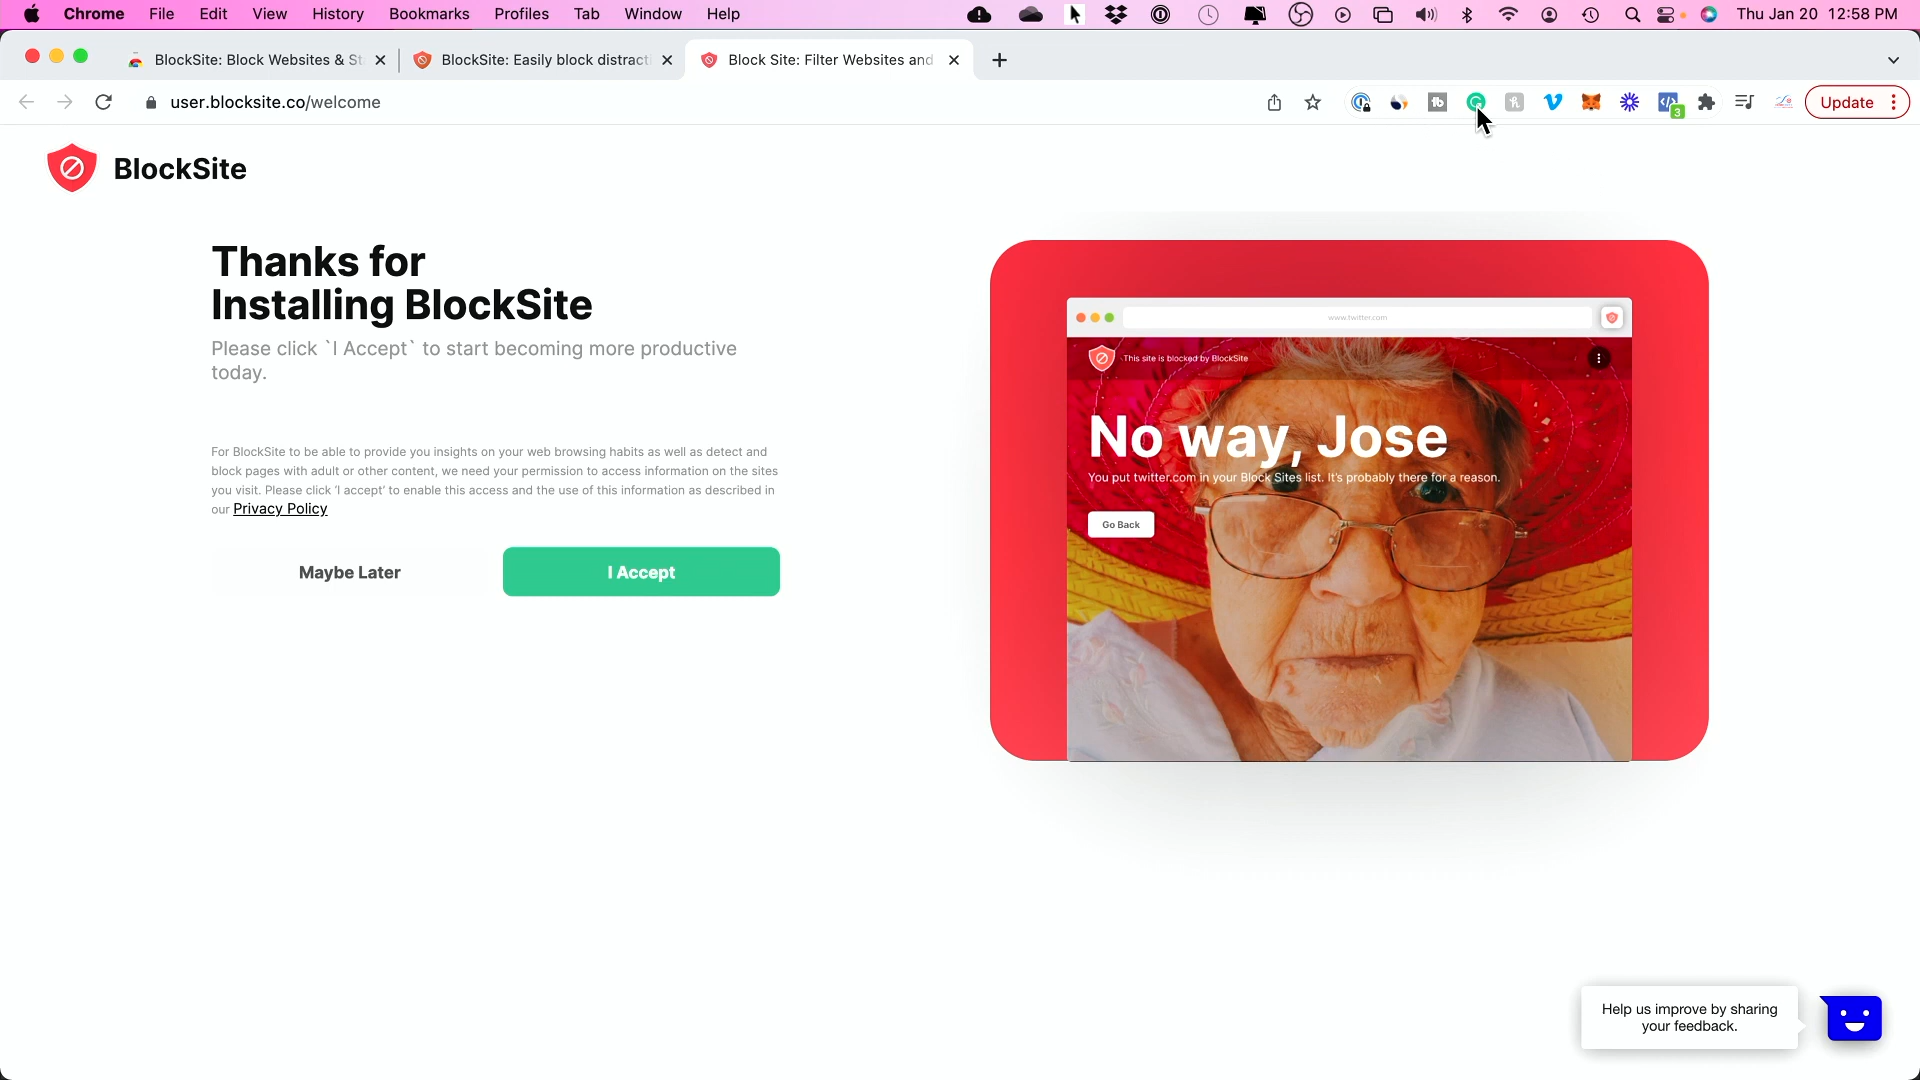 Chrome File Edit View History Bookmarks Profiles Tab Window Help Thu Jan 20 12:58 PM
BlockSite: Block Websites & St
BlockSite: Easily block distracti
Block Site: Filter Websites and
user.blocksite.co/welcome
3
Update
BlockSite
Thanks for
Installing BlockSite
Please click `I Accept` to start becoming more productive
today.
For BlockSite to be able to provide you insights on your web browsing habits as well as detect and
block pages with adult or other content, we need your permission to access information on the sites
you visit. Please click ‘I accept’ to enable this access and the use of this information as described in
our Privacy Policy
Maybe Later
I Accept
www.twitter.com
This site is blocked by BlockSite
No way, Jose
You put twitter.com in your Block Sites list. It's probably there for a reason.
Go Back
Help us improve by sharing
your feedback.